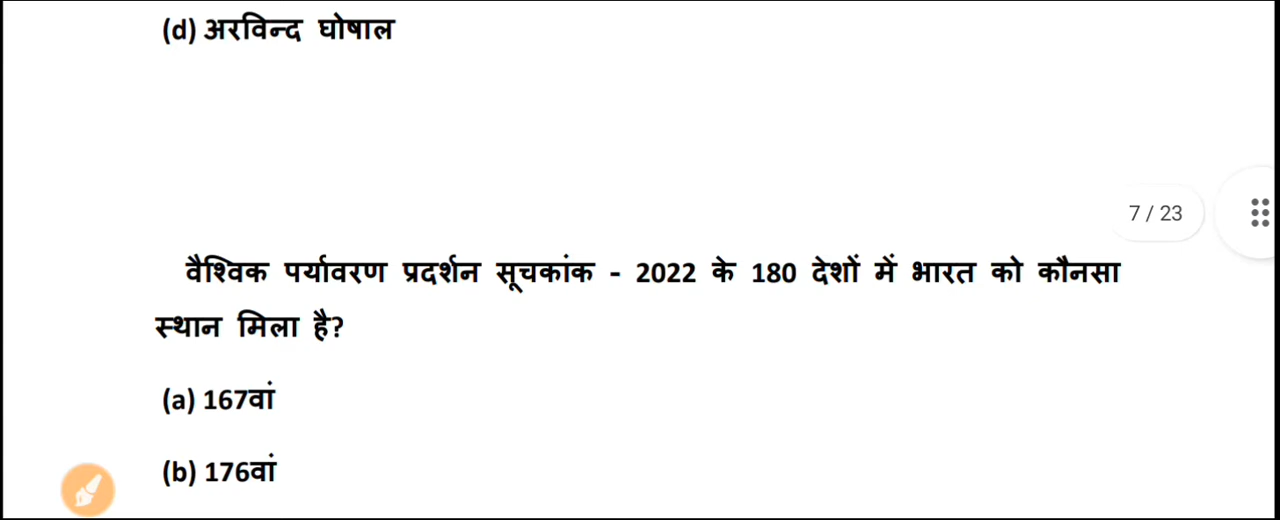 (d) अरविन्द घोषाल
7 / 23
वैश्विक पर्यावरण प्रदर्शन सूचकांक - 2022 के 180 देशों में भारत को कौनसा
स्थान मिला है?
(a) 167वां
(b) 176वां